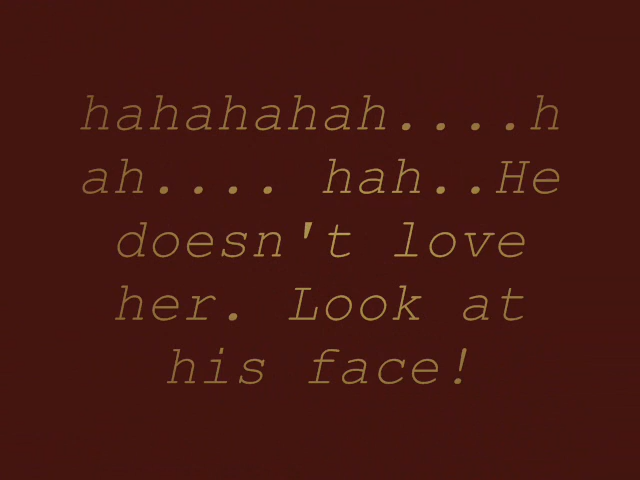 hahahahah....h
ah.... hah..He
doesn't love
her. Look at
his face!